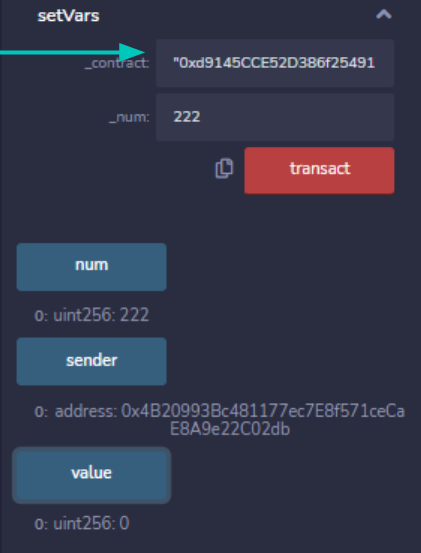 setVars
_contract: "0xd9145CCE52D386f25491
_num: 222
transact
num
0: uint256: 222
sender
0: address: 0x4B20993Bc481177ec7E8f571ceCa
E8A9e22C02db
value
0: uint256: 0